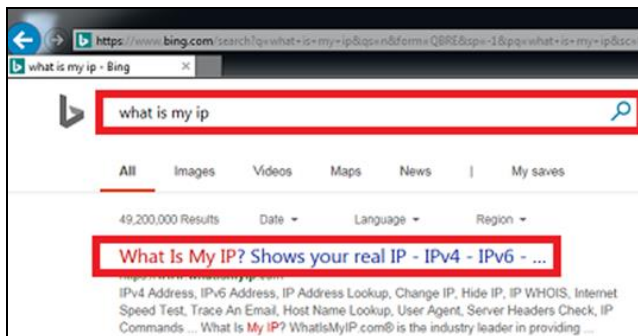 https://www.bing.com/search?q=what+is+my+ip&qs=n&form=QBRE&sp=-1&pq=what+is+my+ip&sc=
what is my ip - Bing
what is my ip
All Images Videos Maps News | My saves
49,200,000 Results Date Language Region
What Is My IP? Shows your real IP - IPv4 - IPv6 - ...
IPv4 Address, IPv6 Address, IP Address Lookup, Change IP, Hide IP, IP WHOIS, Internet
Speed Test, Trace An Email, Host Name Lookup, User Agent, Server Headers Check, IP
Commands ... What Is My IP? WhatIsMyIP.com® is the industry leader in providing ...